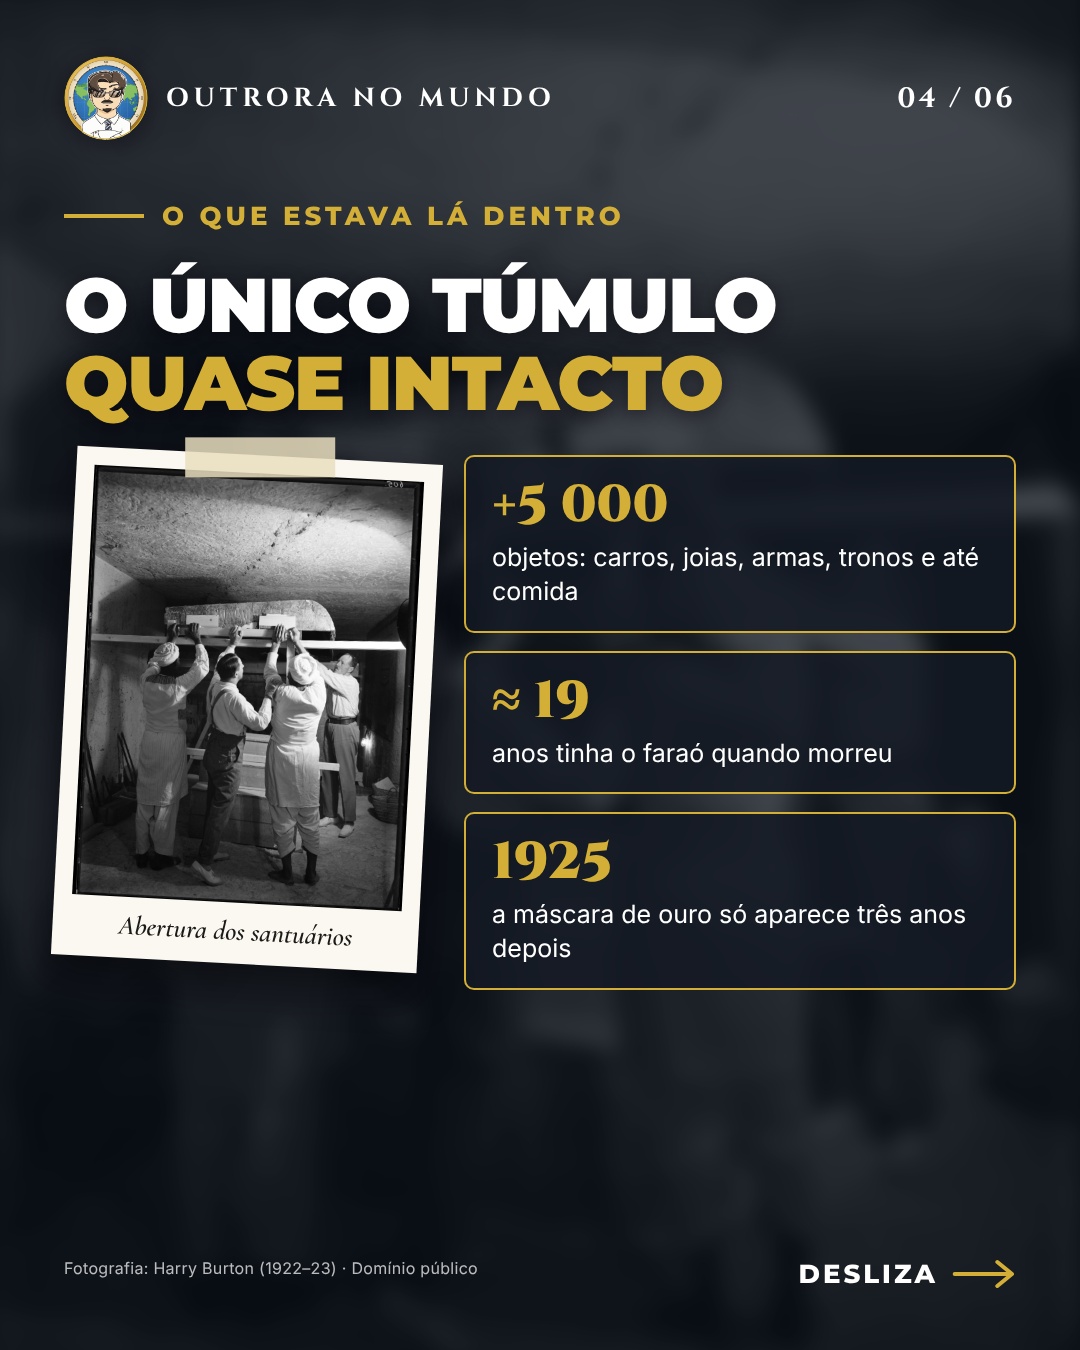 OUTRORA NO MUNDO
04 / 06
O QUE ESTAVA LÁ DENTRO
O ÚNICO TÚMULO
QUASE INTACTO
+5 000
objetos: carros, joias, armas, tronos e até
comida
≈ 19
anos tinha o faraó quando morreu
1925
a máscara de ouro só aparece três anos
depois
Abertura dos santuários
Fotografia: Harry Burton (1922–23) · Domínio público
DESLIZA